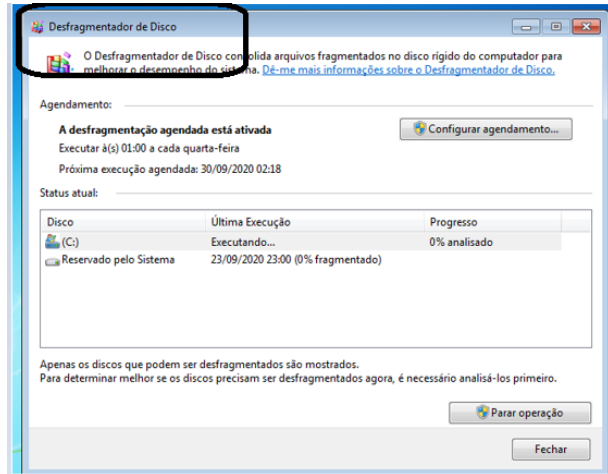 Desfragmentador de Disco
O Desfragmentador de Disco consolida arquivos fragmentados no disco rígido do computador para
melhorar o desempenho do sistema. Dê-me mais informações sobre o Desfragmentador de Disco.
Agendamento:
A desfragmentação agendada está ativada
Configurar agendamento...
Executar à(s) 01:00 a cada quarta-feira
Próxima execução agendada: 30/09/2020 02:18
Status atual:
Disco Última Execução Progresso
(C:) Executando... 0% analisado
Reservado pelo Sistema 23/09/2020 23:00 (0% fragmentado)
Apenas os discos que podem ser desfragmentados são mostrados.
Para determinar melhor se os discos precisam ser desfragmentados agora, é necessário analisá-los primeiro.
Parar operação
Fechar